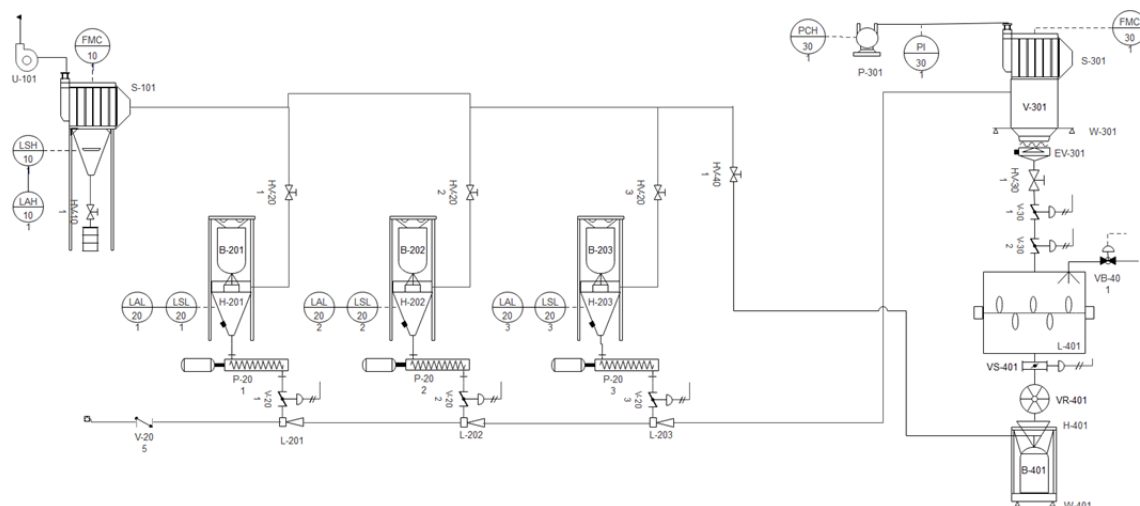 FMC
10
1
U-101
S-101
LSH
10
1
LAH
10
1
HV-10
1
HV-20
1
HV-20
2
HV-20
3
HV-40
1
B-201
B-202
B-203
LAL
20
1
LSL
20
1
H-201
LAL
20
2
LSL
20
2
H-202
LAL
20
3
LSL
20
3
H-203
P-20
1
P-20
2
P-20
3
V-20
1
V-20
2
V-20
3
V-20
5
L-201
L-202
L-203
PCH
30
1
P-301
PI
30
1
FMC
30
1
S-301
V-301
W-301
EV-301
HV-30
1
V-30
1
V-30
2
VB-40
1
L-401
VS-401
VR-401
H-401
B-401
W-401